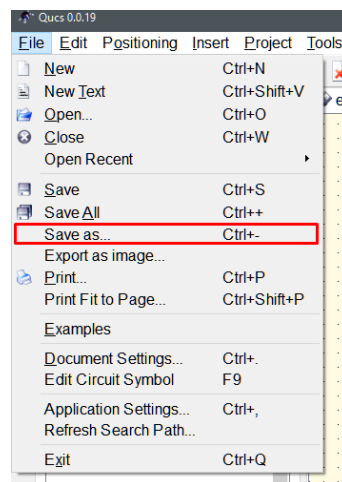 Qucs 0.0.19
File Edit Positioning Insert Project Tools
New Ctrl+N
New Text Ctrl+Shift+V
Open... Ctrl+O
Close Ctrl+W
Open Recent
Save Ctrl+S
Save All Ctrl++
Save as... Ctrl+-
Export as image...
Print... Ctrl+P
Print Fit to Page... Ctrl+Shift+P
Examples
Document Settings... Ctrl+.
Edit Circuit Symbol F9
Application Settings... Ctrl+,
Refresh Search Path...
Exit Ctrl+Q